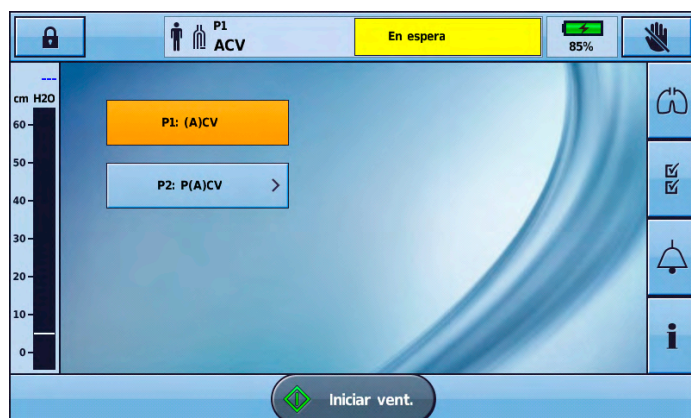 P1
ACV
En espera
85%
---
cm H2O
60
50
40
30
20
10
0
P1: (A)CV
P2: P(A)CV
Iniciar vent.